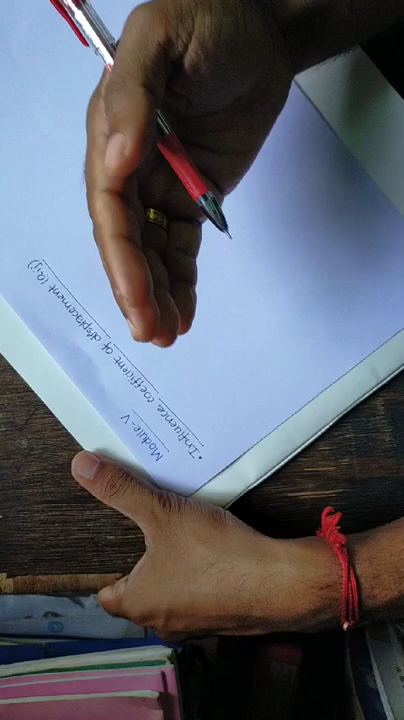 Module-V
• Influence coefficient of displacement (aij)